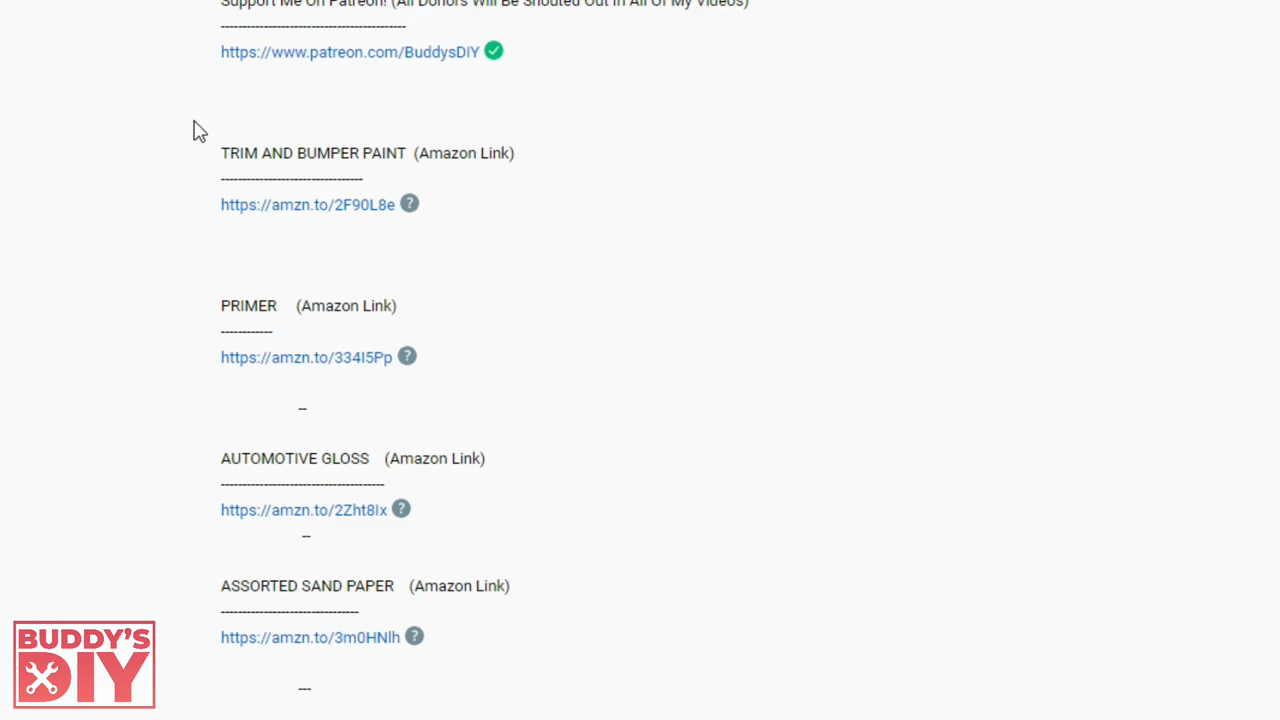 Support Me On Patreon! (All Donors Will Be Shouted Out In All Of My Videos)
-------------------------------------------
https://www.patreon.com/BuddysDIY
TRIM AND BUMPER PAINT (Amazon Link)
---------------------------------
https://amzn.to/2F90L8e ?
PRIMER (Amazon Link)
------------
https://amzn.to/334I5Pp ?
--
AUTOMOTIVE GLOSS (Amazon Link)
--------------------------------------
https://amzn.to/2Zht8Ix ?
--
ASSORTED SAND PAPER (Amazon Link)
--------------------------------
https://amzn.to/3m0HNlh ?
---
BUDDY'S
DIY